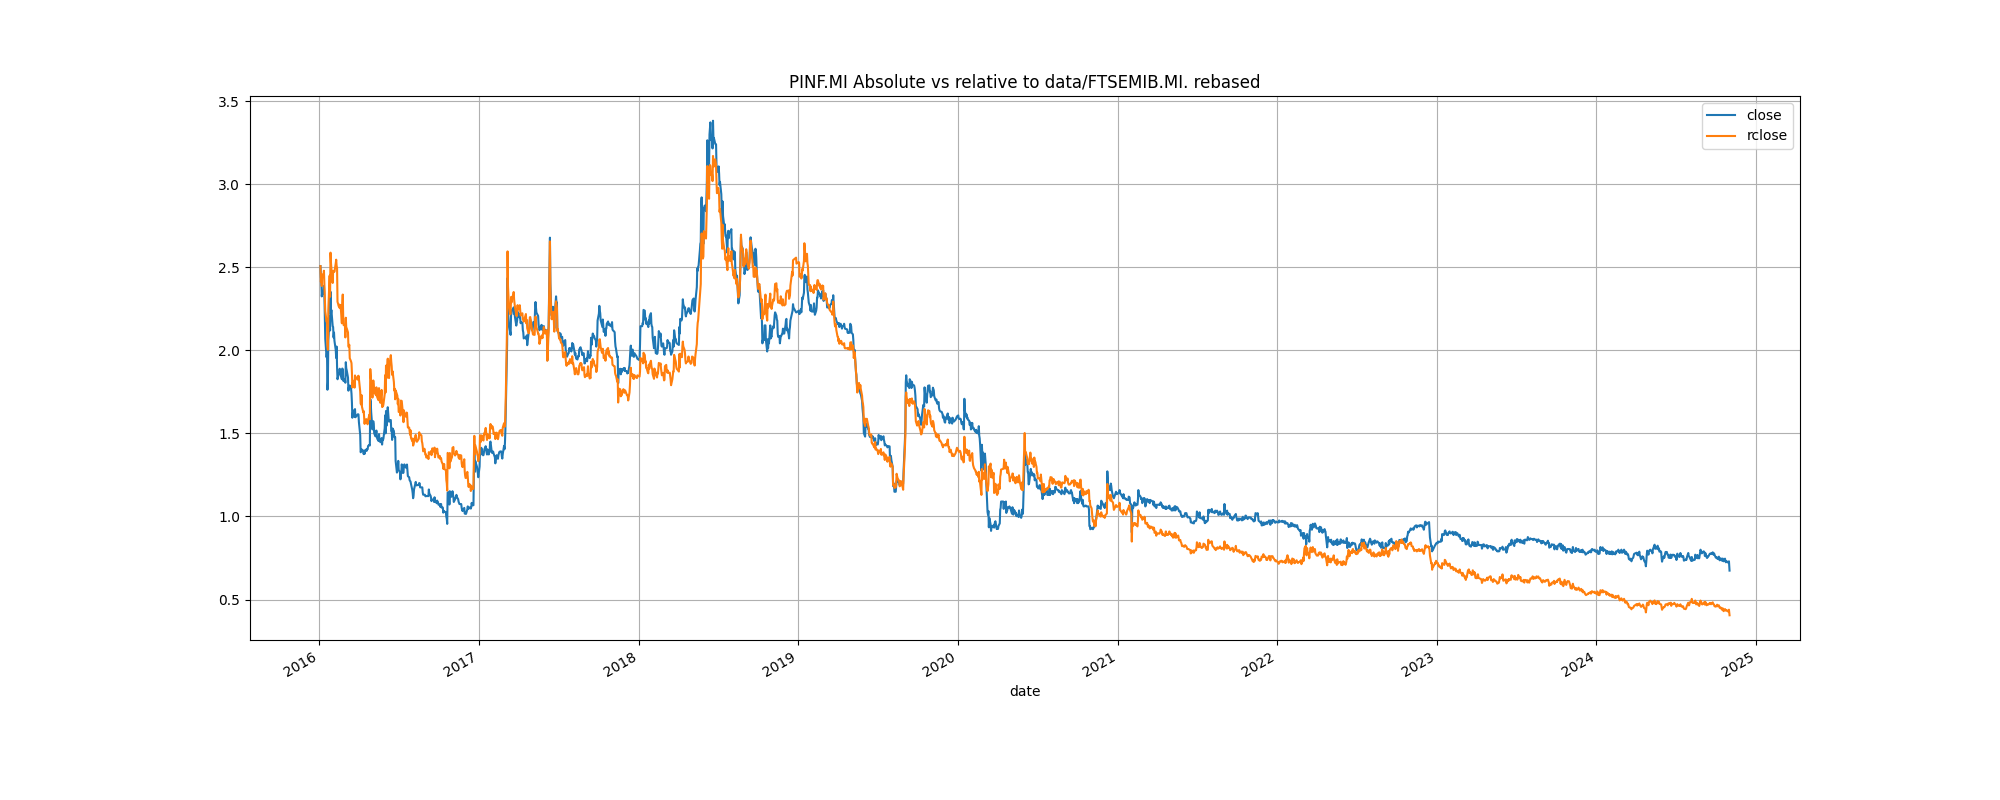 PINF.MI Absolute vs relative to data/FTSEMIB.MI. rebased
close
rclose
3.5
3.0
2.5
2.0
1.5
1.0
0.5
2016 2017 2018 2019 2020 2021 2022 2023 2024 2025
date